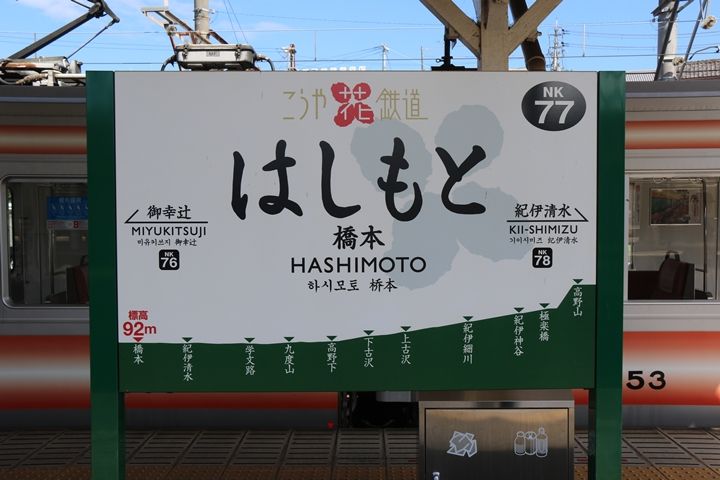 こうや花鉄道
NK
77
はしもと
橋本
HASHIMOTO
하시모토 桥本
御幸辻
MIYUKITSUJI
미유키쓰지 御幸辻
NK
76
紀伊清水
KII-SHIMIZU
기이시미즈 纪伊清水
NK
78
標高
92m
橋本
紀伊清水
学文路
九度山
高野下
下古沢
上古沢
紀伊細川
紀伊神谷
極楽橋
高野山
53